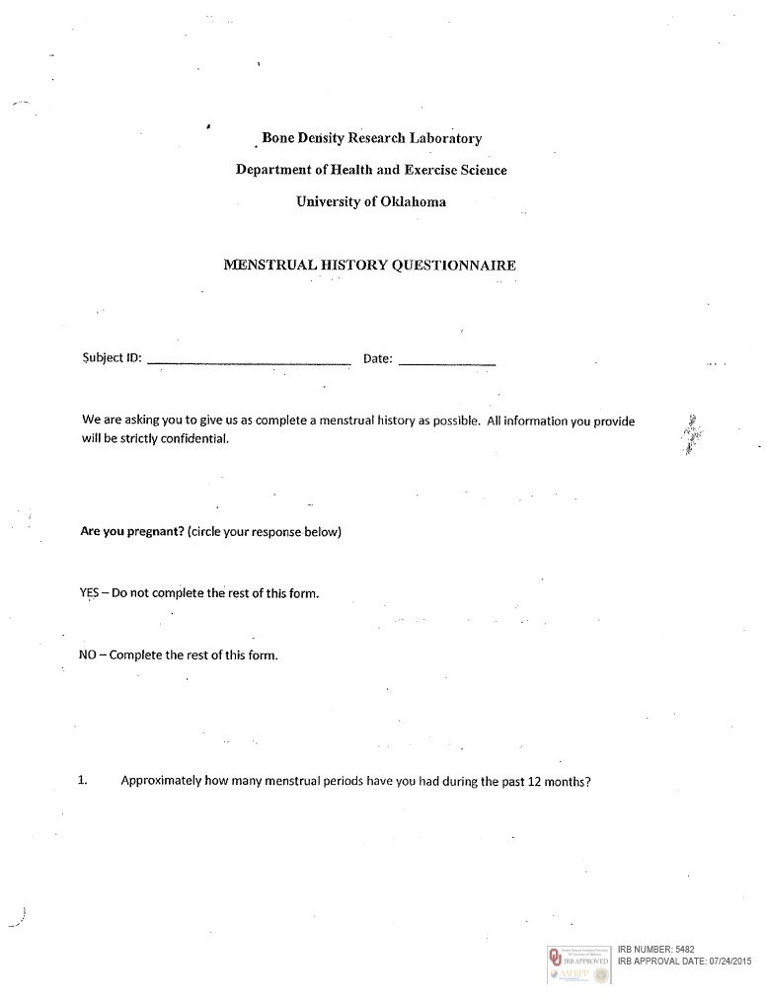 Bone Density Research Laboratory
Department of Health and Exercise Science
University of Oklahoma
MENSTRUAL HISTORY QUESTIONNAIRE
Subject ID: ______________________________ Date: ______________
We are asking you to give us as complete a menstrual history as possible. All information you provide
will be strictly confidential.
Are you pregnant? (circle your response below)
YES – Do not complete the rest of this form.
NO – Complete the rest of this form.
1. Approximately how many menstrual periods have you had during the past 12 months?
IRB APPROVED
AAHRPP
IRB NUMBER: 5482
IRB APPROVAL DATE: 07/24/2015